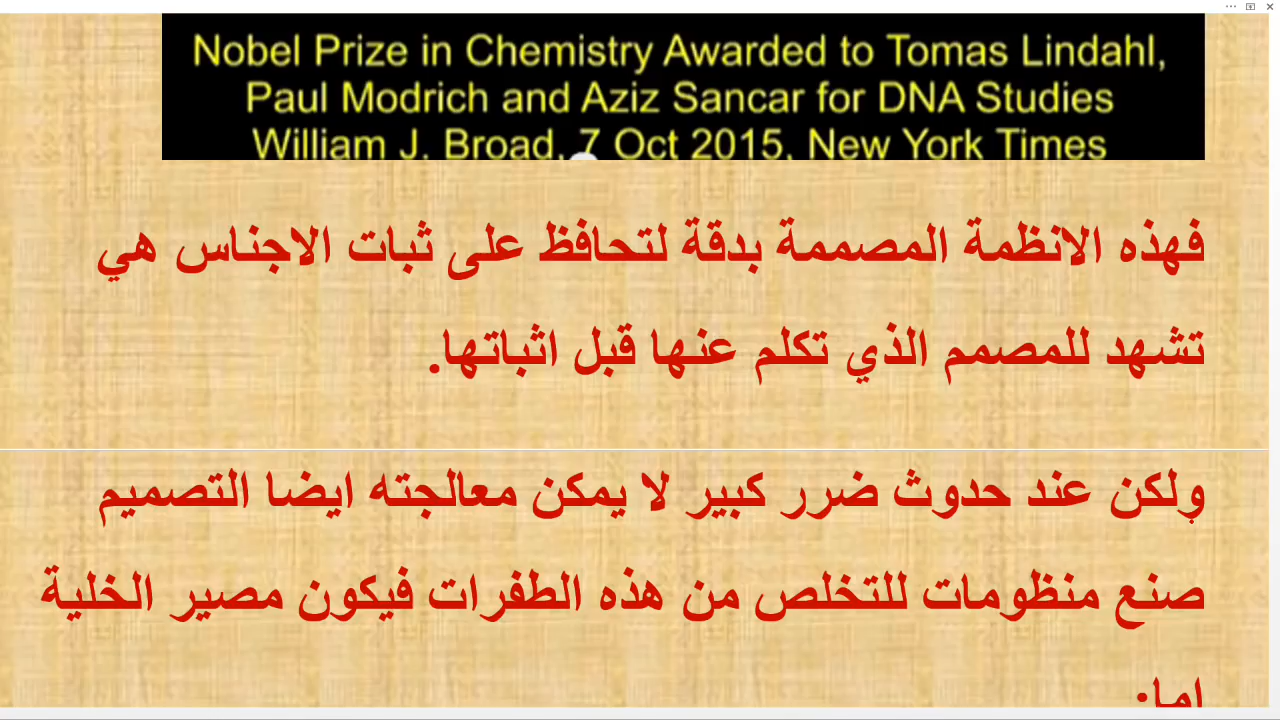 Nobel Prize in Chemistry Awarded to Tomas Lindahl,
Paul Modrich and Aziz Sancar for DNA Studies
William J. Broad, 7 Oct 2015, New York Times
فهذه الانظمة المصممة بدقة لتحافظ على ثبات الاجناس هي
تشهد للمصمم الذي تكلم عنها قبل اثباتها.
ولكن عند حدوث ضرر كبير لا يمكن معالجته ايضا التصميم
صنع منظومات للتخلص من هذه الطفرات فيكون مصير الخلية
اما: